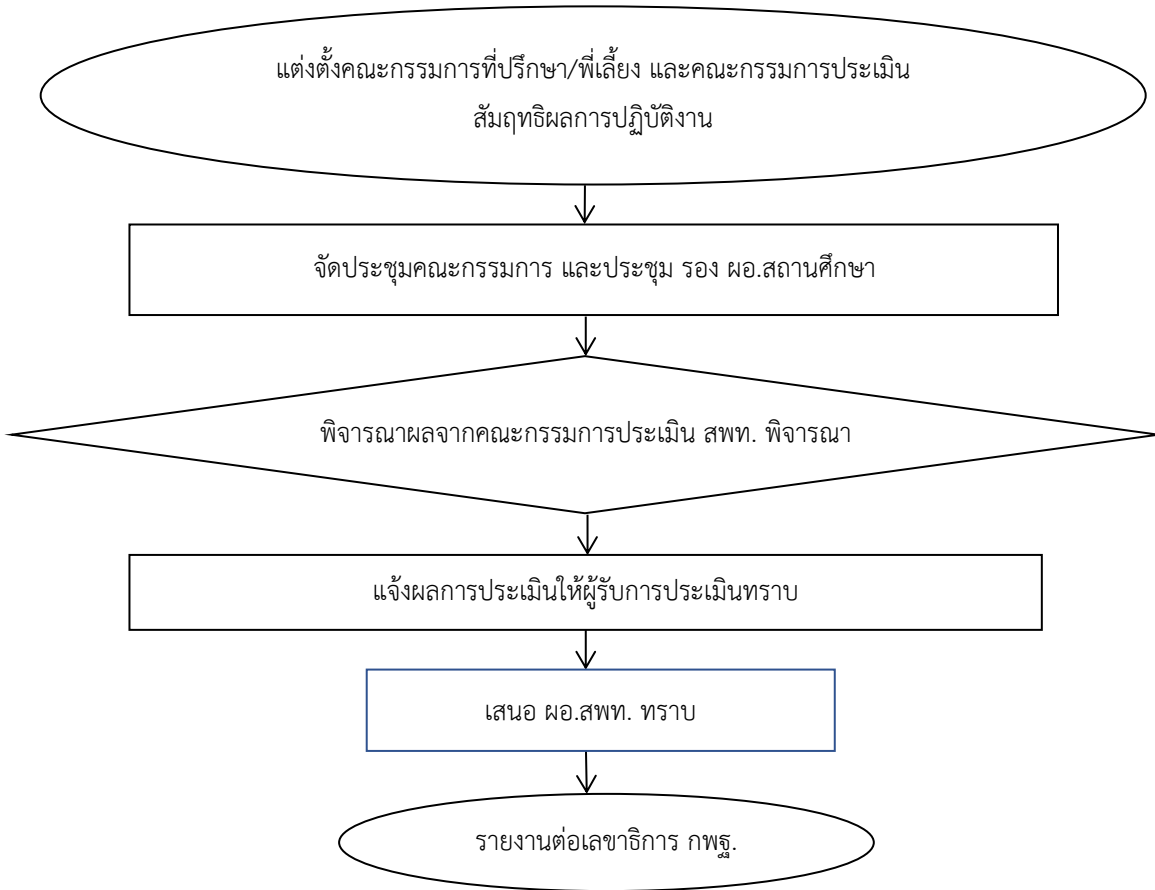 แต่งตั้งคณะกรรมการที่ปรึกษา/พี่เลี้ยง และคณะกรรมการประเมิน
สัมฤทธิผลการปฏิบัติงาน
จัดประชุมคณะกรรมการ และประชุม รอง ผอ.สถานศึกษา
พิจารณาผลจากคณะกรรมการประเมิน สพท. พิจารณา
แจ้งผลการประเมินให้ผู้รับการประเมินทราบ
เสนอ ผอ.สพท. ทราบ
รายงานต่อเลขาธิการ กพฐ.